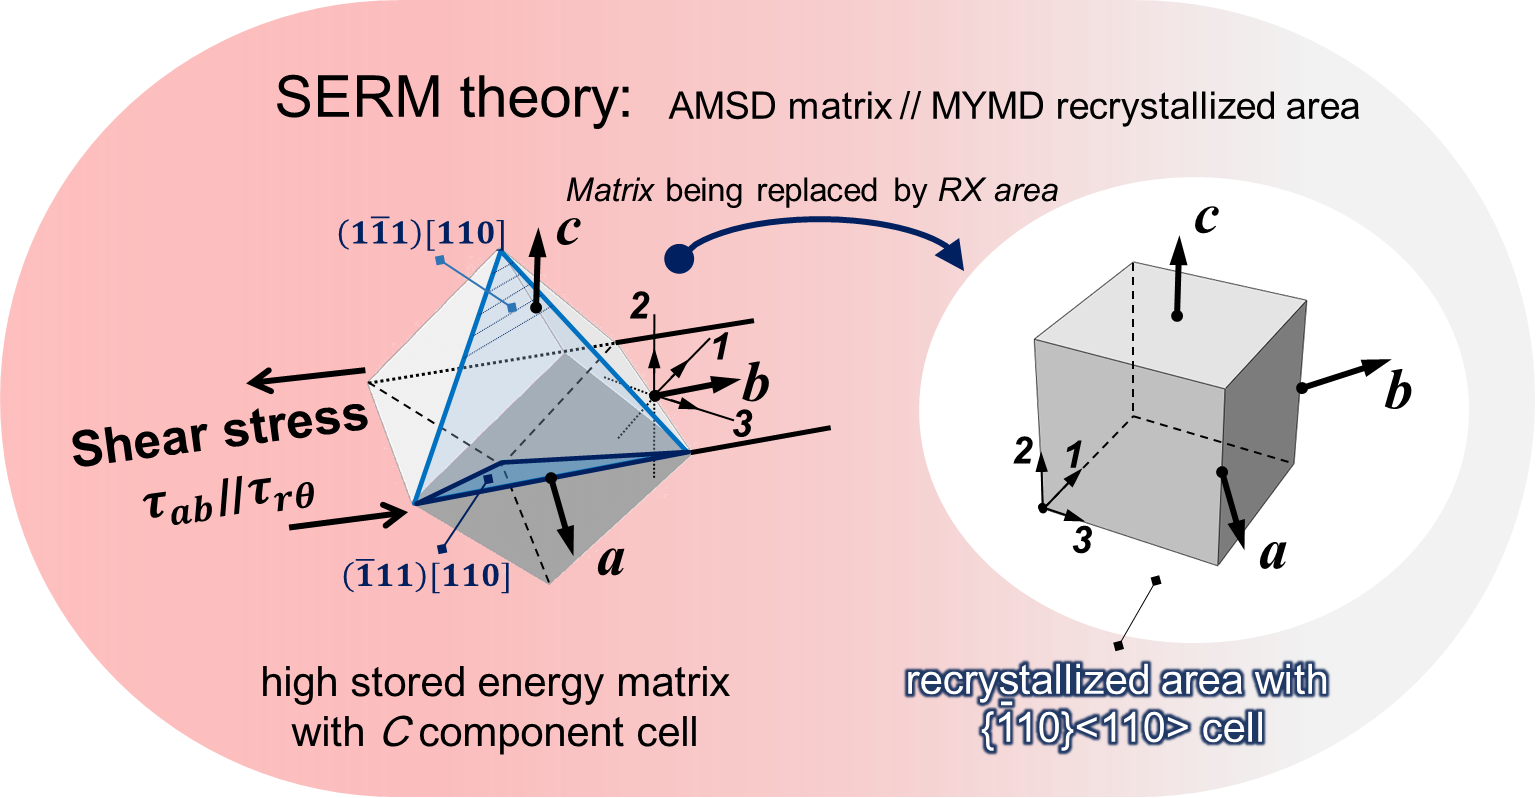 SERM theory: AMSD matrix // MYMD recrystallized area
Matrix being replaced by RX area
(11̅1)[110]
c
2
1
b
3
Shear stress
τab//τrθ
a
(1̅11)[110]
c
b
2
1
3
a
high stored energy matrix
with C component cell
recrystallized area with
{1̅10}<110> cell